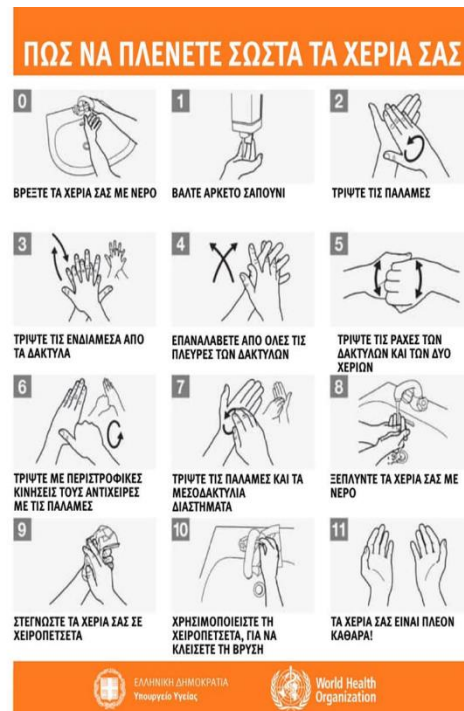 ΠΩΣ ΝΑ ΠΛΕΝΕΤΕ ΣΩΣΤΑ ΤΑ ΧΕΡΙΑ ΣΑΣ
0
ΒΡΕΞΤΕ ΤΑ ΧΕΡΙΑ ΣΑΣ ΜΕ ΝΕΡΟ
1
ΒΑΛΤΕ ΑΡΚΕΤΟ ΣΑΠΟΥΝΙ
2
ΤΡΙΨΤΕ ΤΙΣ ΠΑΛΑΜΕΣ
3
ΤΡΙΨΤΕ ΤΙΣ ΕΝΔΙΑΜΕΣΑ ΑΠΟ
ΤΑ ΔΑΚΤΥΛΑ
4
ΕΠΑΝΑΛΑΒΕΤΕ ΑΠΟ ΟΛΕΣ ΤΙΣ
ΠΛΕΥΡΕΣ ΤΩΝ ΔΑΚΤΥΛΩΝ
5
ΤΡΙΨΤΕ ΤΙΣ ΡΑΧΕΣ ΤΩΝ
ΔΑΚΤΥΛΩΝ ΚΑΙ ΤΩΝ ΔΥΟ
ΧΕΡΙΩΝ
6
ΤΡΙΨΤΕ ΜΕ ΠΕΡΙΣΤΡΟΦΙΚΕΣ
ΚΙΝΗΣΕΙΣ ΤΟΥΣ ΑΝΤΙΧΕΙΡΕΣ
ΜΕ ΤΙΣ ΠΑΛΑΜΕΣ
7
ΤΡΙΨΤΕ ΤΙΣ ΠΑΛΑΜΕΣ ΚΑΙ ΤΑ
ΜΕΣΟΔΑΚΤΥΛΙΑ
ΔΙΑΣΤΗΜΑΤΑ
8
ΞΕΠΛΥΝΤΕ ΤΑ ΧΕΡΙΑ ΣΑΣ ΜΕ
ΝΕΡΟ
9
ΣΤΕΓΝΩΣΤΕ ΤΑ ΧΕΡΙΑ ΣΑΣ ΣΕ
ΧΕΙΡΟΠΕΤΣΕΤΑ
10
ΧΡΗΣΙΜΟΠΟΙΕΙΣΤΕ ΤΗ
ΧΕΙΡΟΠΕΤΣΕΤΑ, ΓΙΑ ΝΑ
ΚΛΕΙΣΕΤΕ ΤΗ ΒΡΥΣΗ
11
ΤΑ ΧΕΡΙΑ ΣΑΣ ΕΙΝΑΙ ΠΛΕΟΝ
ΚΑΘΑΡΑ!
ΕΛΛΗΝΙΚΗ ΔΗΜΟΚΡΑΤΙΑ
Υπουργείο Υγείας
World Health
Organization